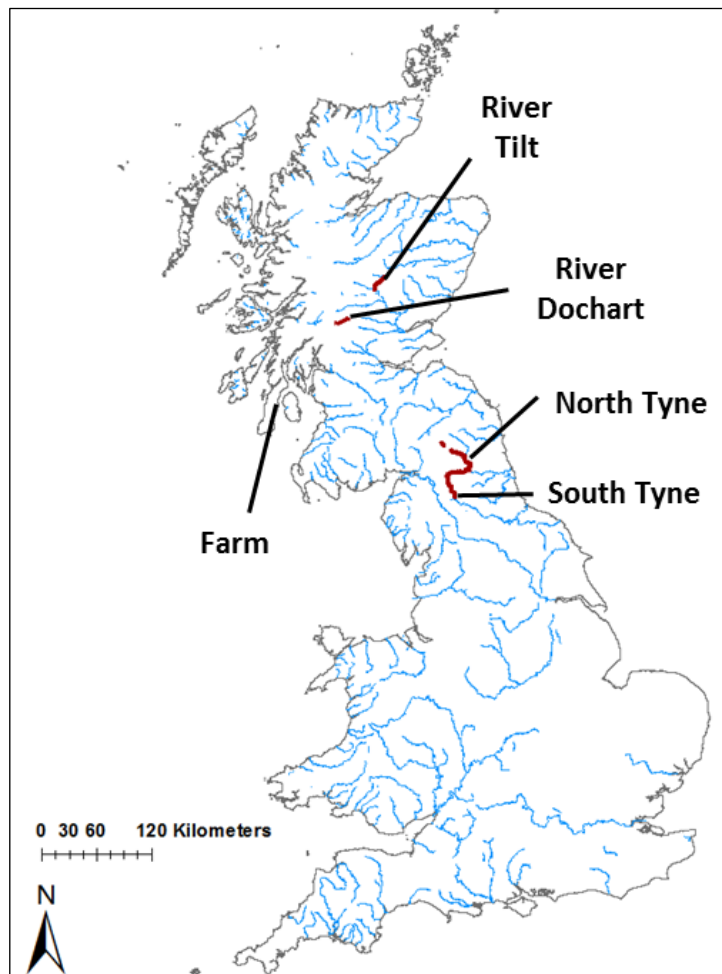 River
Tilt
River
Dochart
North Tyne
South Tyne
Farm
0 30 60 120 Kilometers
N